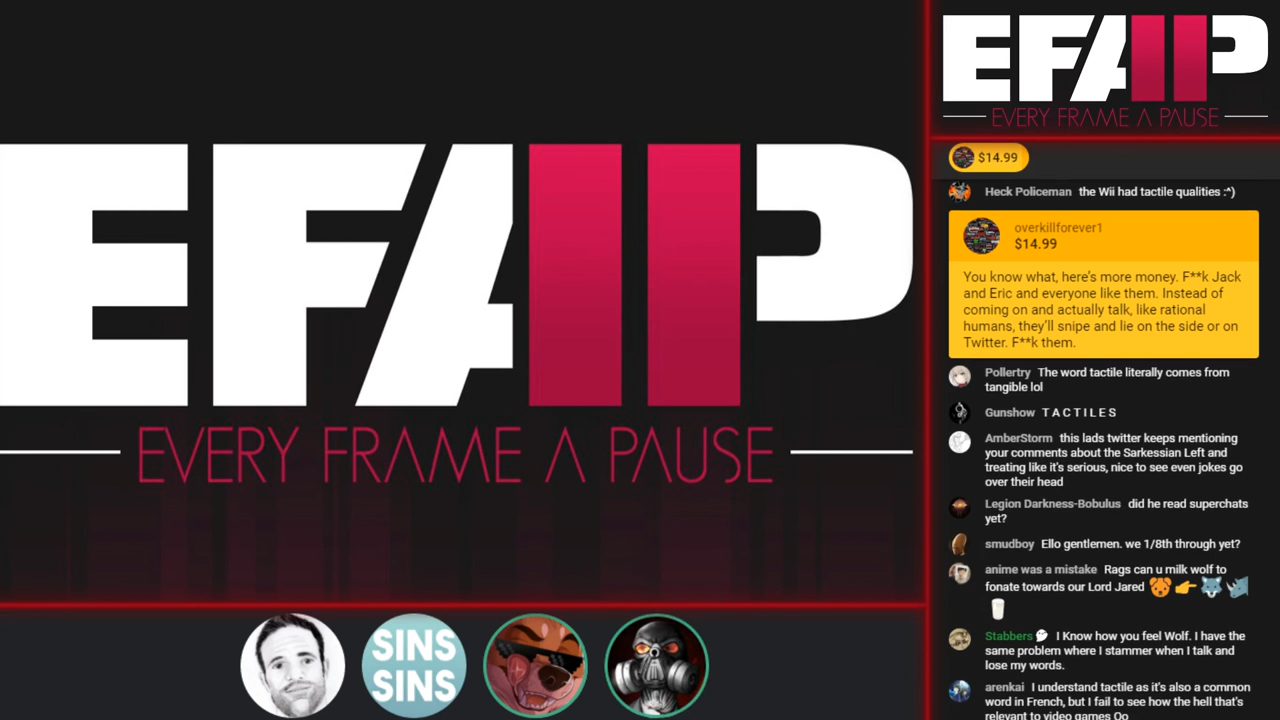 EFAP
EVERY FRAME A PAUSE
SINS
SINS
EFAP
EVERY FRAME A PAUSE
$14.99
Heck Policeman the Wii had tactile qualities :^)
overkillforever1
$14.99
You know what, here's more money. F**k Jack
and Eric and everyone like them. Instead of
coming on and actually talk, like rational
humans, they'll snipe and lie on the side or on
Twitter. F**k them.
Pollertry The word tactile literally comes from
tangible lol
Gunshow T A C T I L E S
AmberStorm this lads twitter keeps mentioning
your comments about the Sarkessian Left and
treating like it's serious, nice to see even jokes go
over their head
Legion Darkness-Bobulus did he read superchats
yet?
smudboy Ello gentlemen. we 1/8th through yet?
anime was a mistake Rags can u milk wolf to
fonate towards our Lord Jared 🐻👉🐺🦏
🥛
Stabbers I Know how you feel Wolf. I have the
same problem where I stammer when I talk and
lose my words.
arenkai I understand tactile as it's also a common
word in French, but I fail to see how the hell that's
relevant to video games Oo